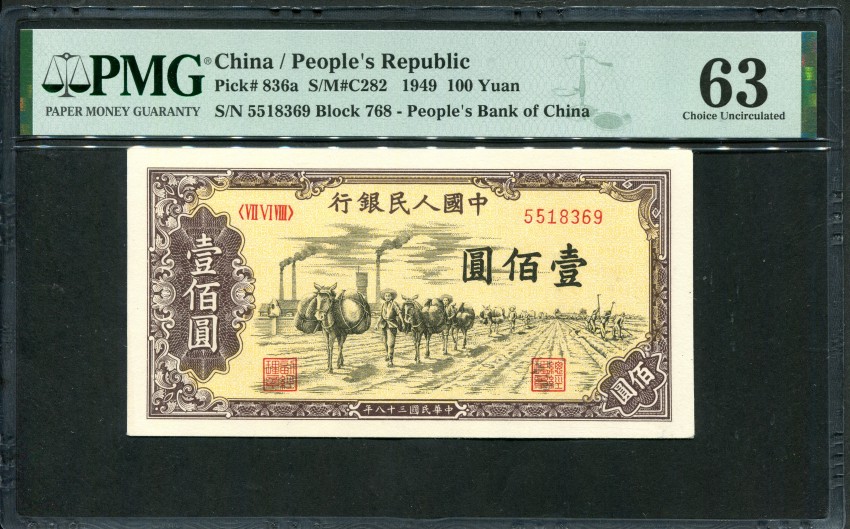 PMG®
PAPER MONEY GUARANTY
China / People's Republic
Pick# 836a S/M#C282 1949 100 Yuan
S/N 5518369 Block 768 - People's Bank of China
63
Choice Uncirculated
行銀民人國中
〈VII VI VIII〉
5518369
圓佰壹
壹佰圓
佰圓
年八十三國民華中